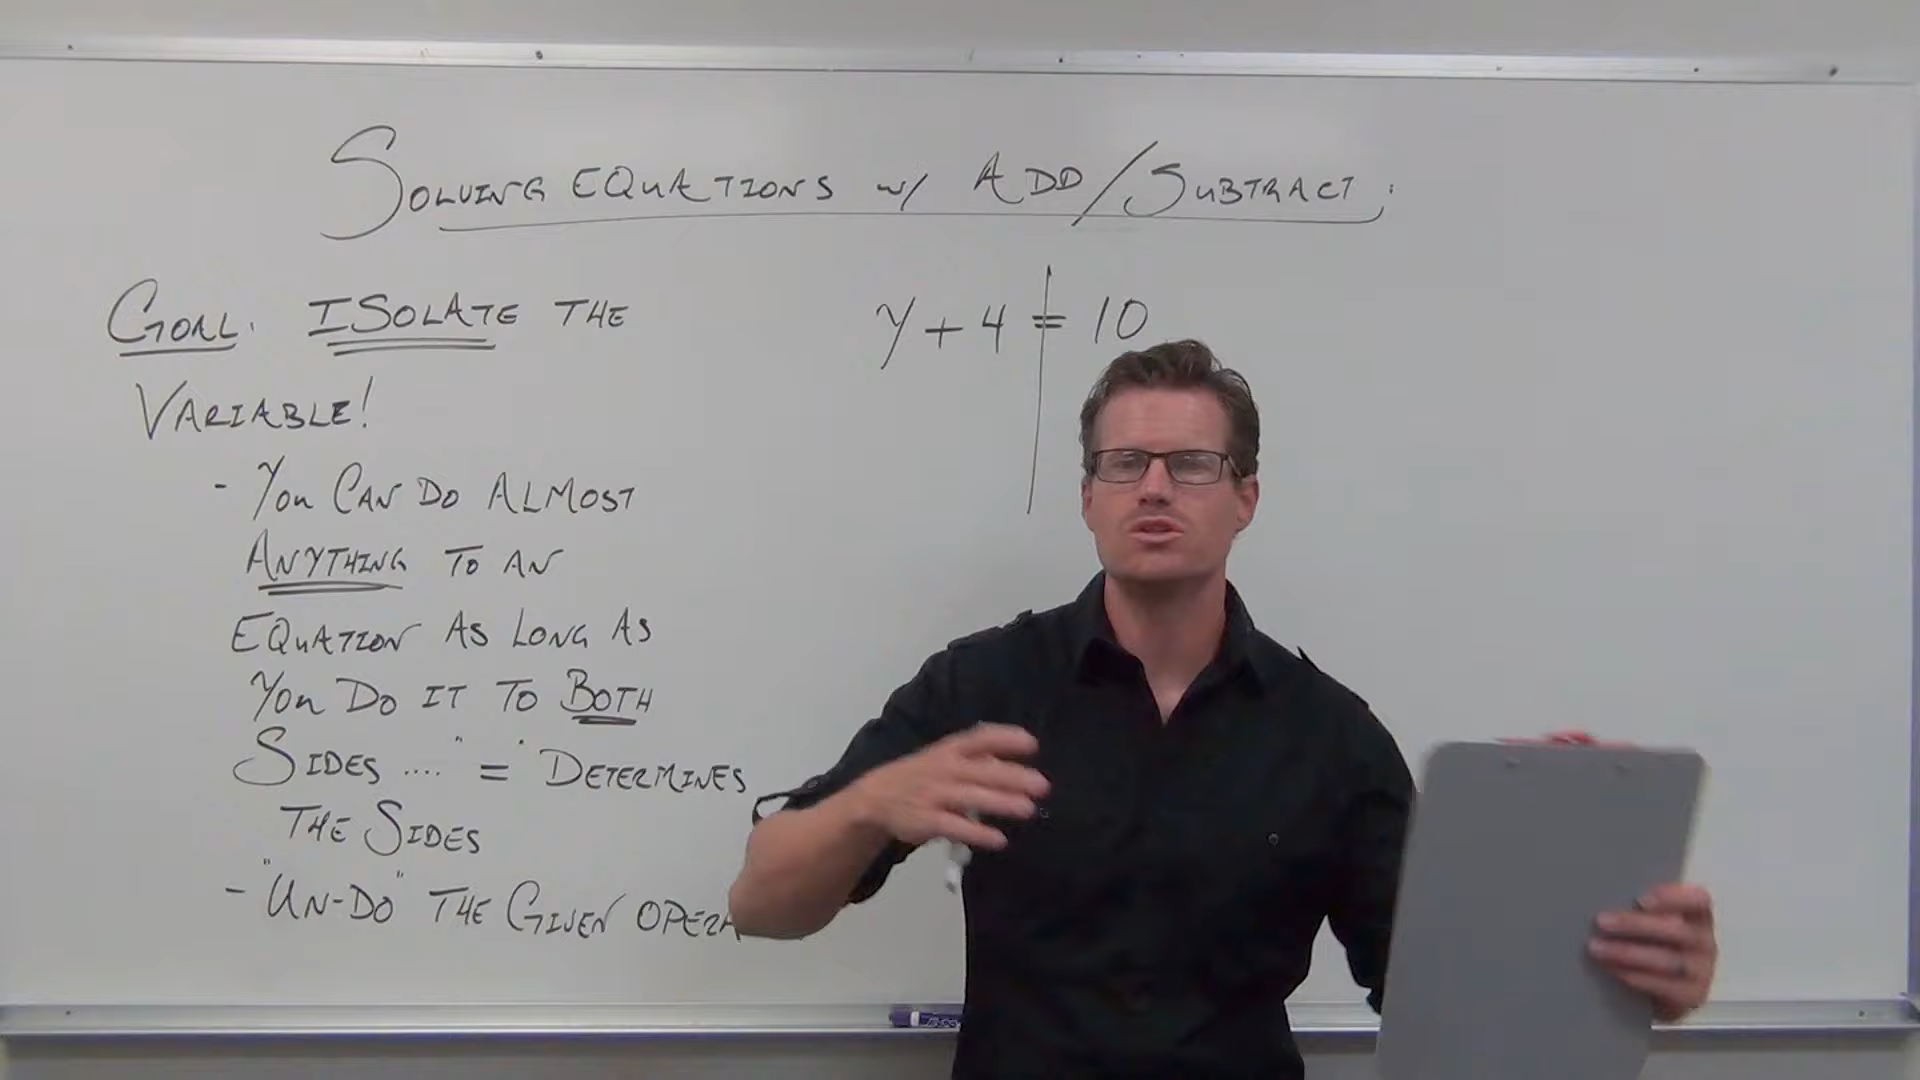 SOLVING EQUATIONS w/ ADD/SUBTRACT:
GOAL: ISOLATE THE
VARIABLE!
- YOU CAN DO ALMOST
ANYTHING TO AN
EQUATION AS LONG AS
YOU DO IT TO BOTH
SIDES .... "=" DETERMINES
THE SIDES
- "UN-DO" THE GIVEN OPERA
y + 4 = 10